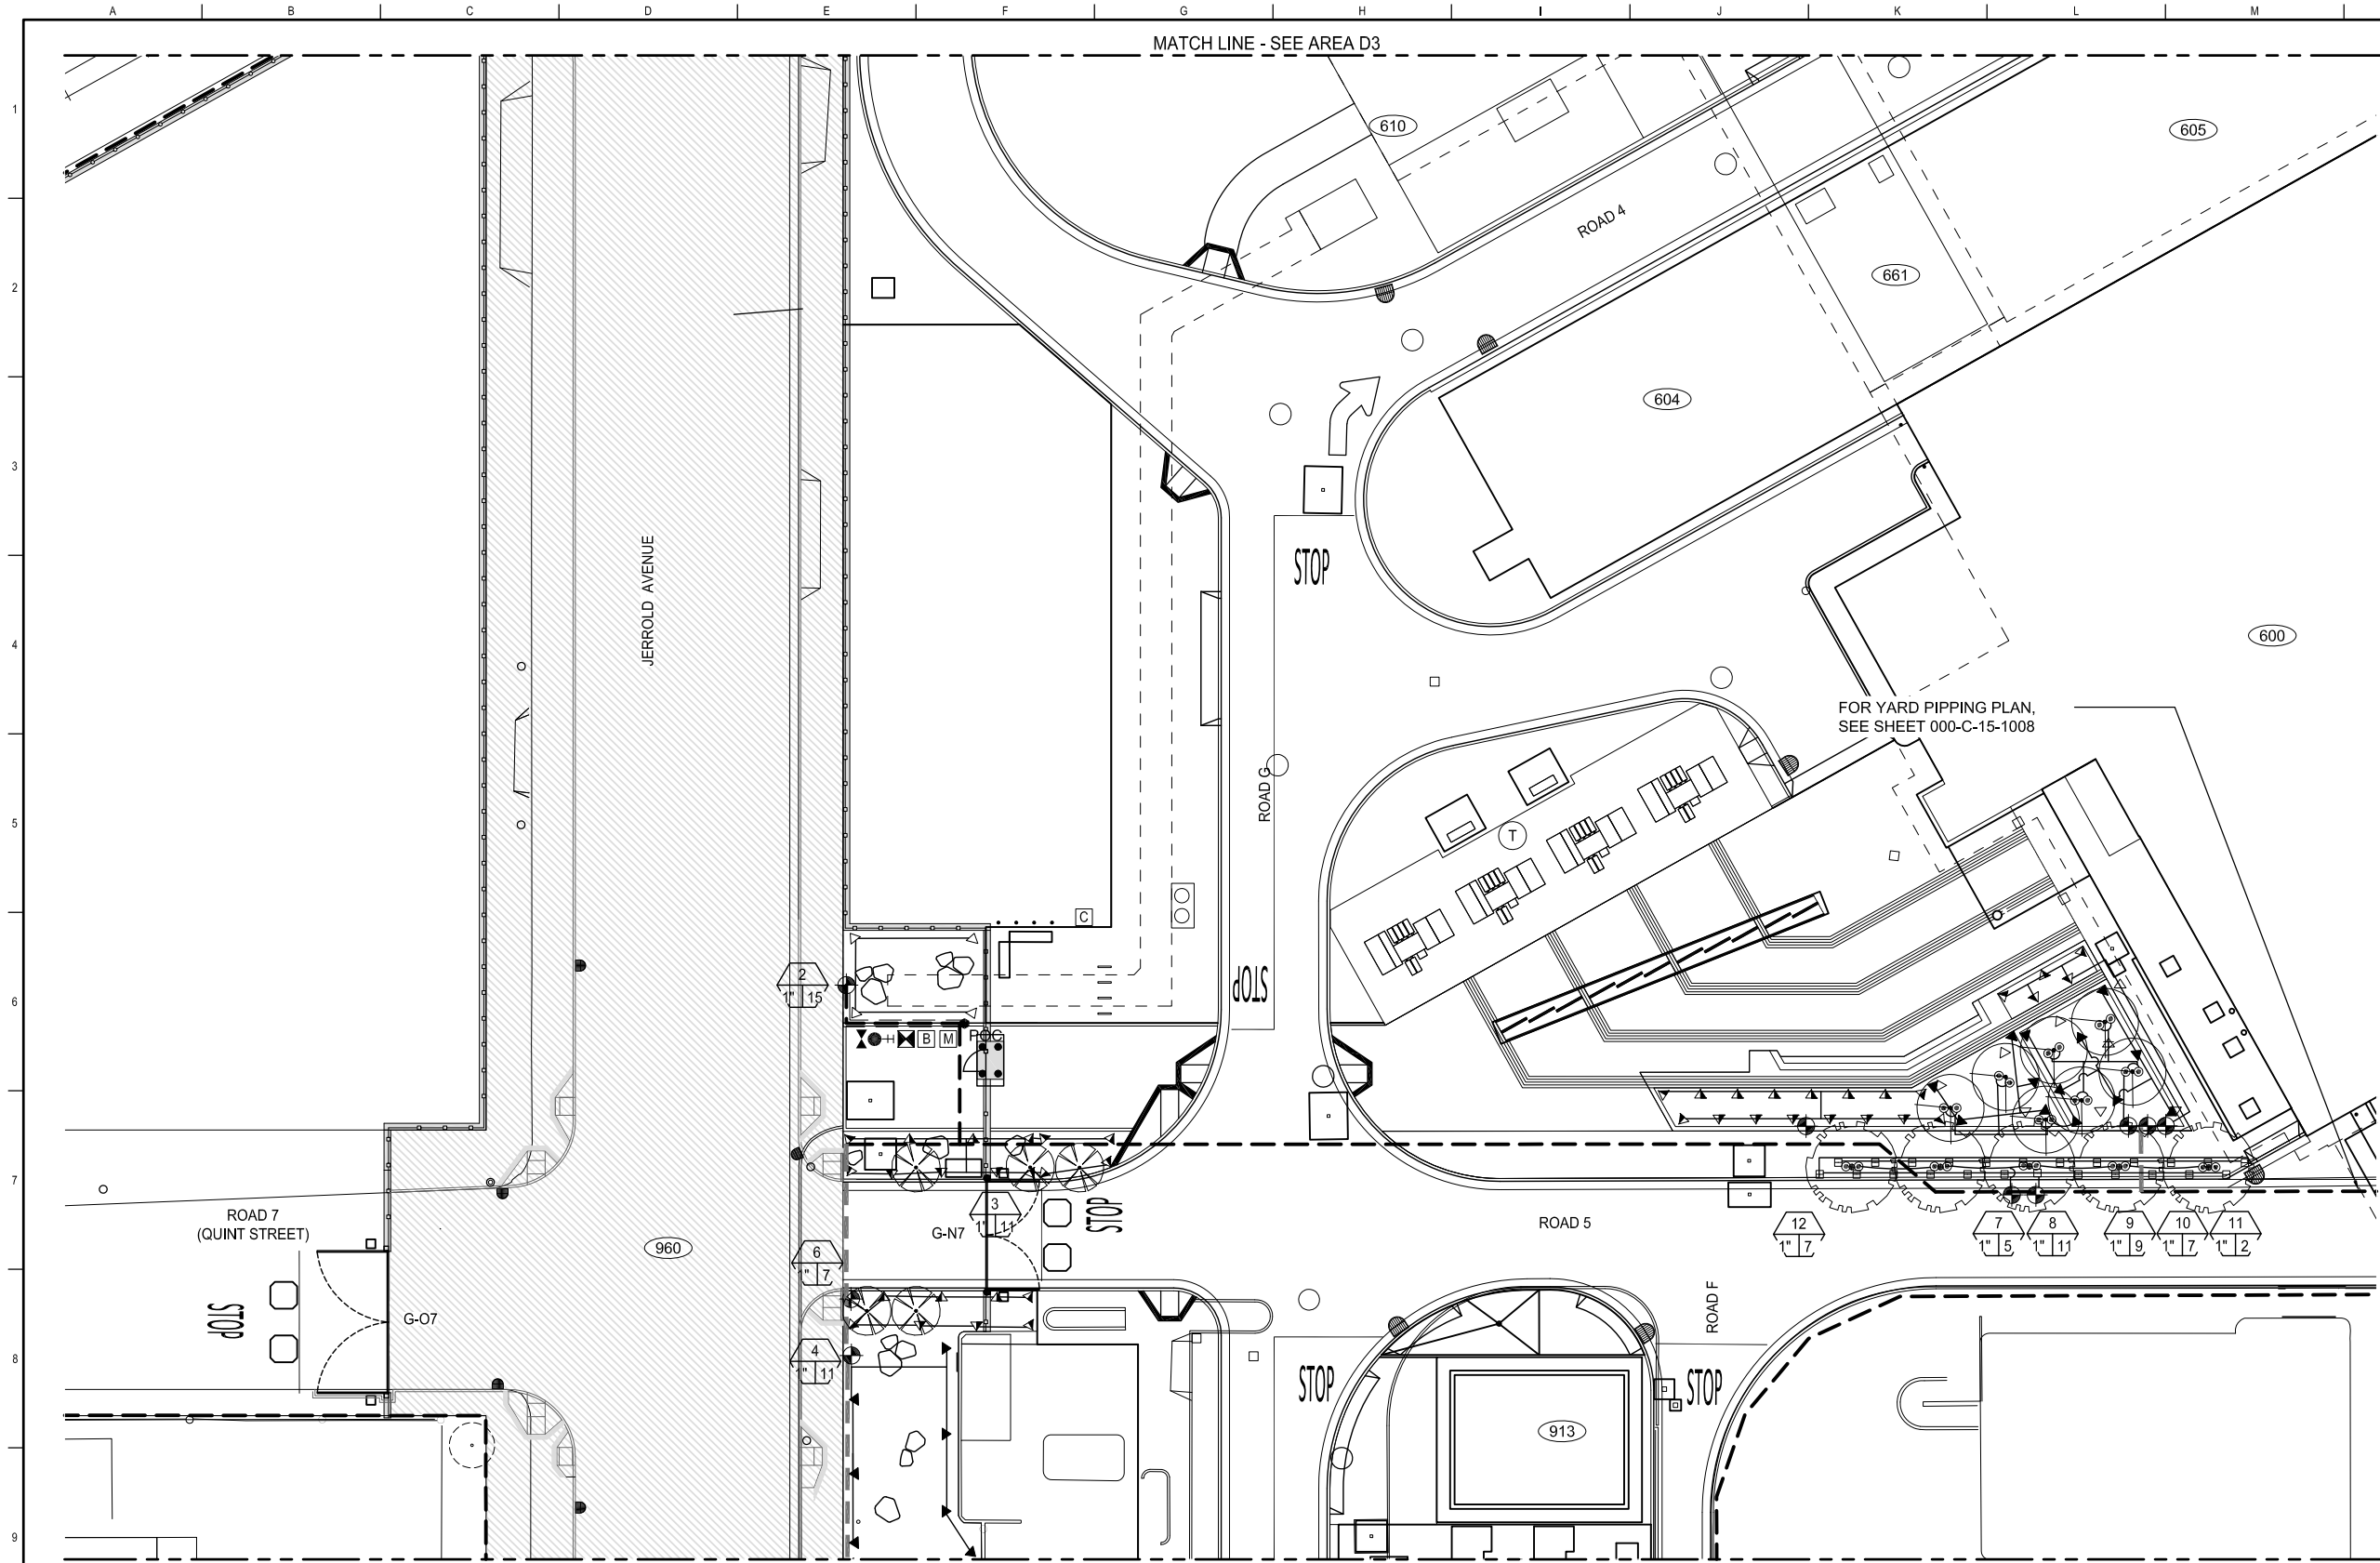 A B C D E F G H I J K L M
MATCH LINE - SEE AREA D3
1
610
605
ROAD 4
2
661
604
3
JERROLD AVENUE
STOP
4
600
FOR YARD PIPPING PLAN,
SEE SHEET 000-C-15-1008
ROAD G
5
T
C
6
2
1" 15
STOP
B M POC
7
ROAD 7
(QUINT STREET)
3
1" 11
G-N7
STOP
ROAD 5
12
1" 7
7
1" 5
8
1" 11
9
1" 9
10
1" 7
11
1" 2
960
6
1" 7
STOP
G-O7
ROAD F
8
4
1" 11
STOP
STOP
913
9